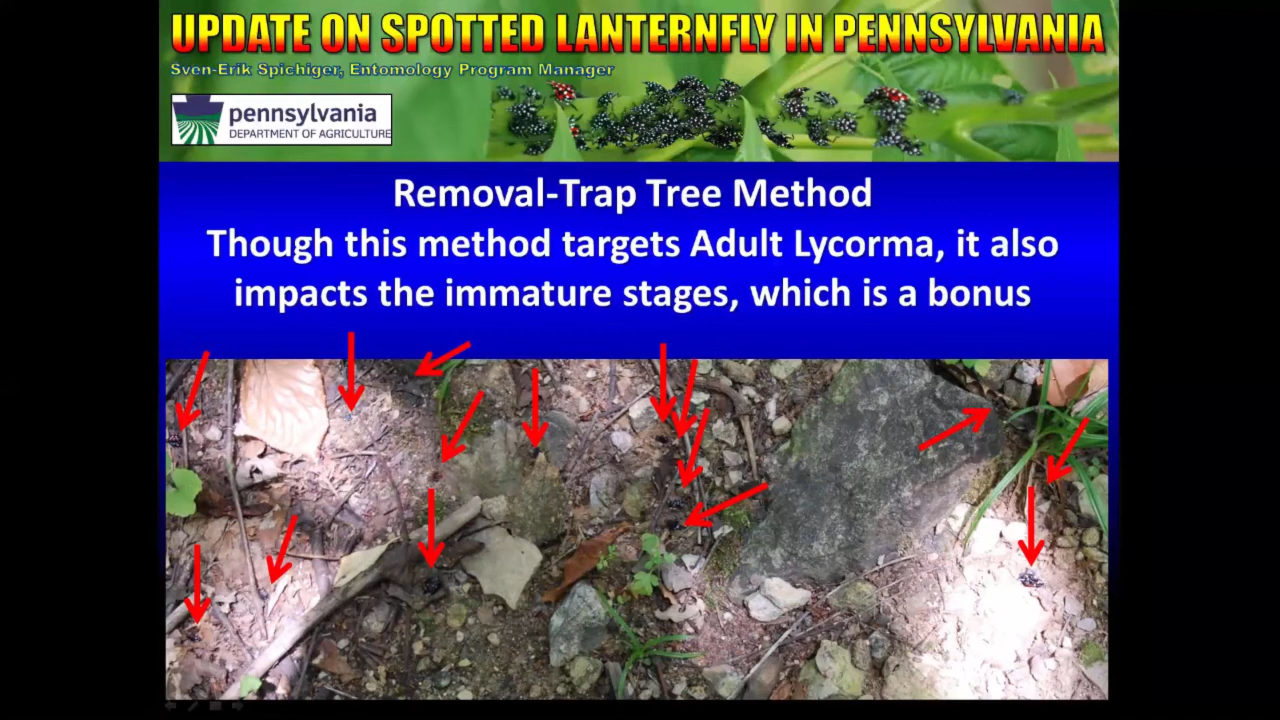 UPDATE ON SPOTTED LANTERNFLY IN PENNSYLVANIA
Sven-Erik Spichiger, Entomology Program Manager
pennsylvania
DEPARTMENT OF AGRICULTURE
Removal-Trap Tree Method
Though this method targets Adult Lycorma, it also
impacts the immature stages, which is a bonus